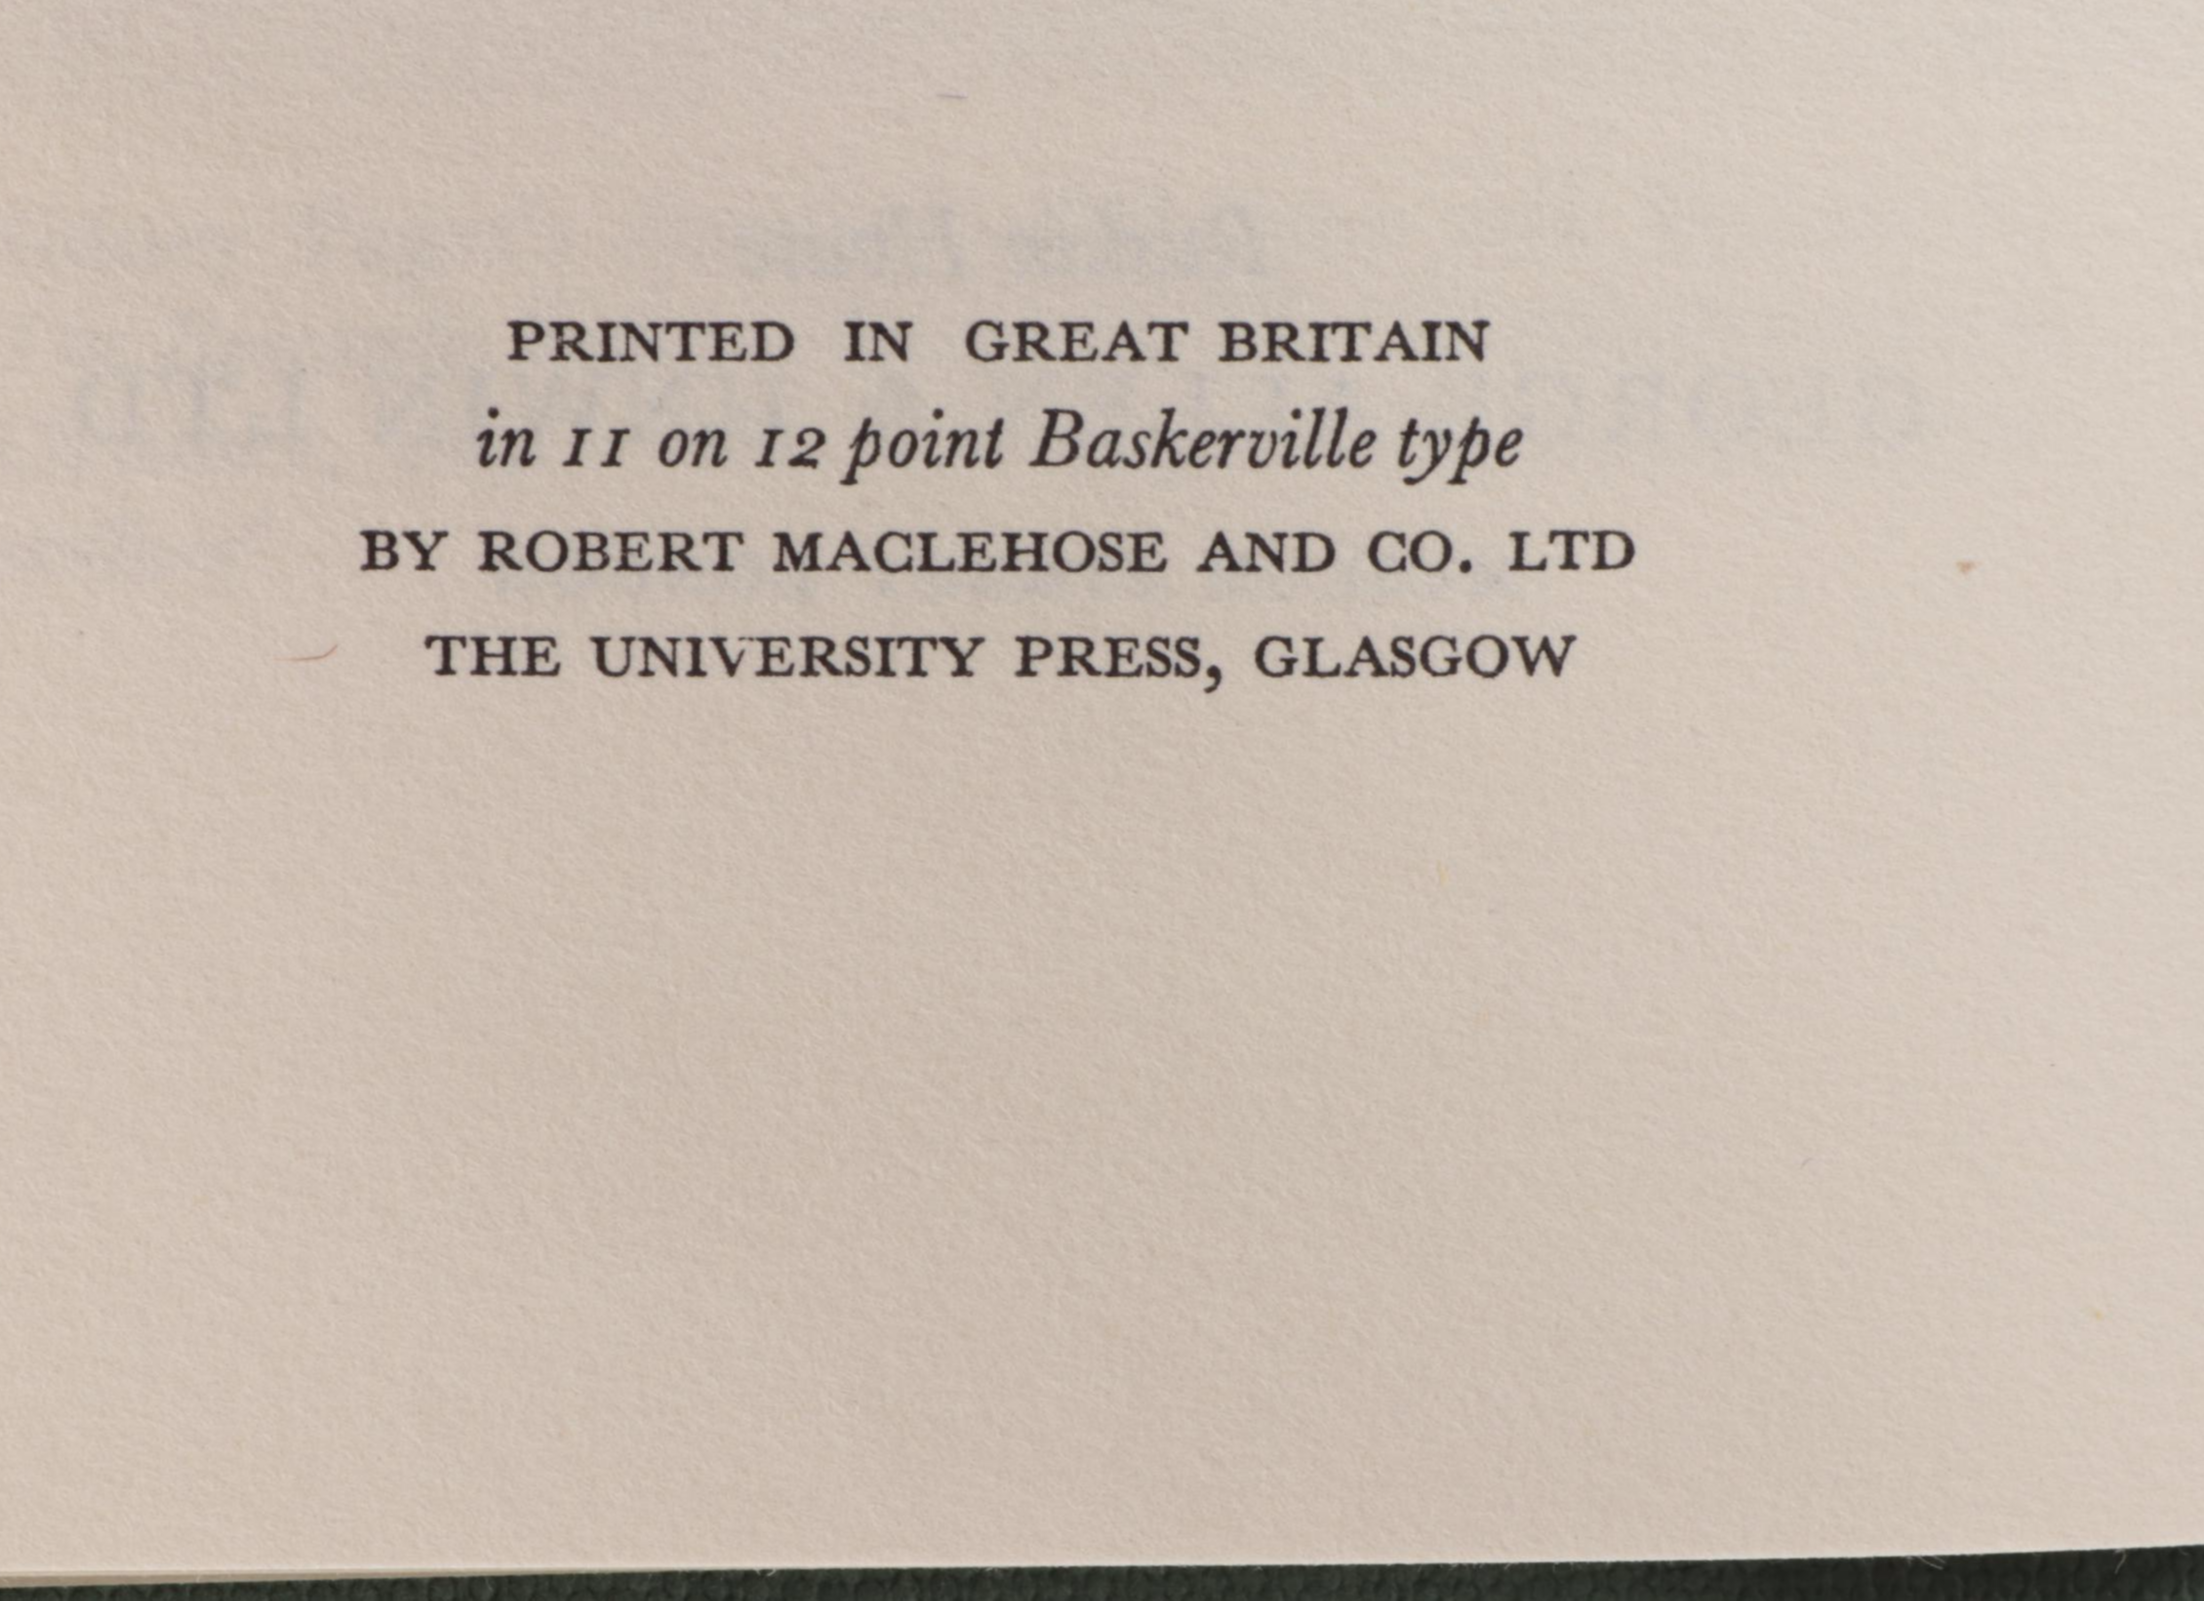 PRINTED IN GREAT BRITAIN
in 11 on 12 point Baskerville type
BY ROBERT MACLEHOSE AND CO. LTD
THE UNIVERSITY PRESS, GLASGOW